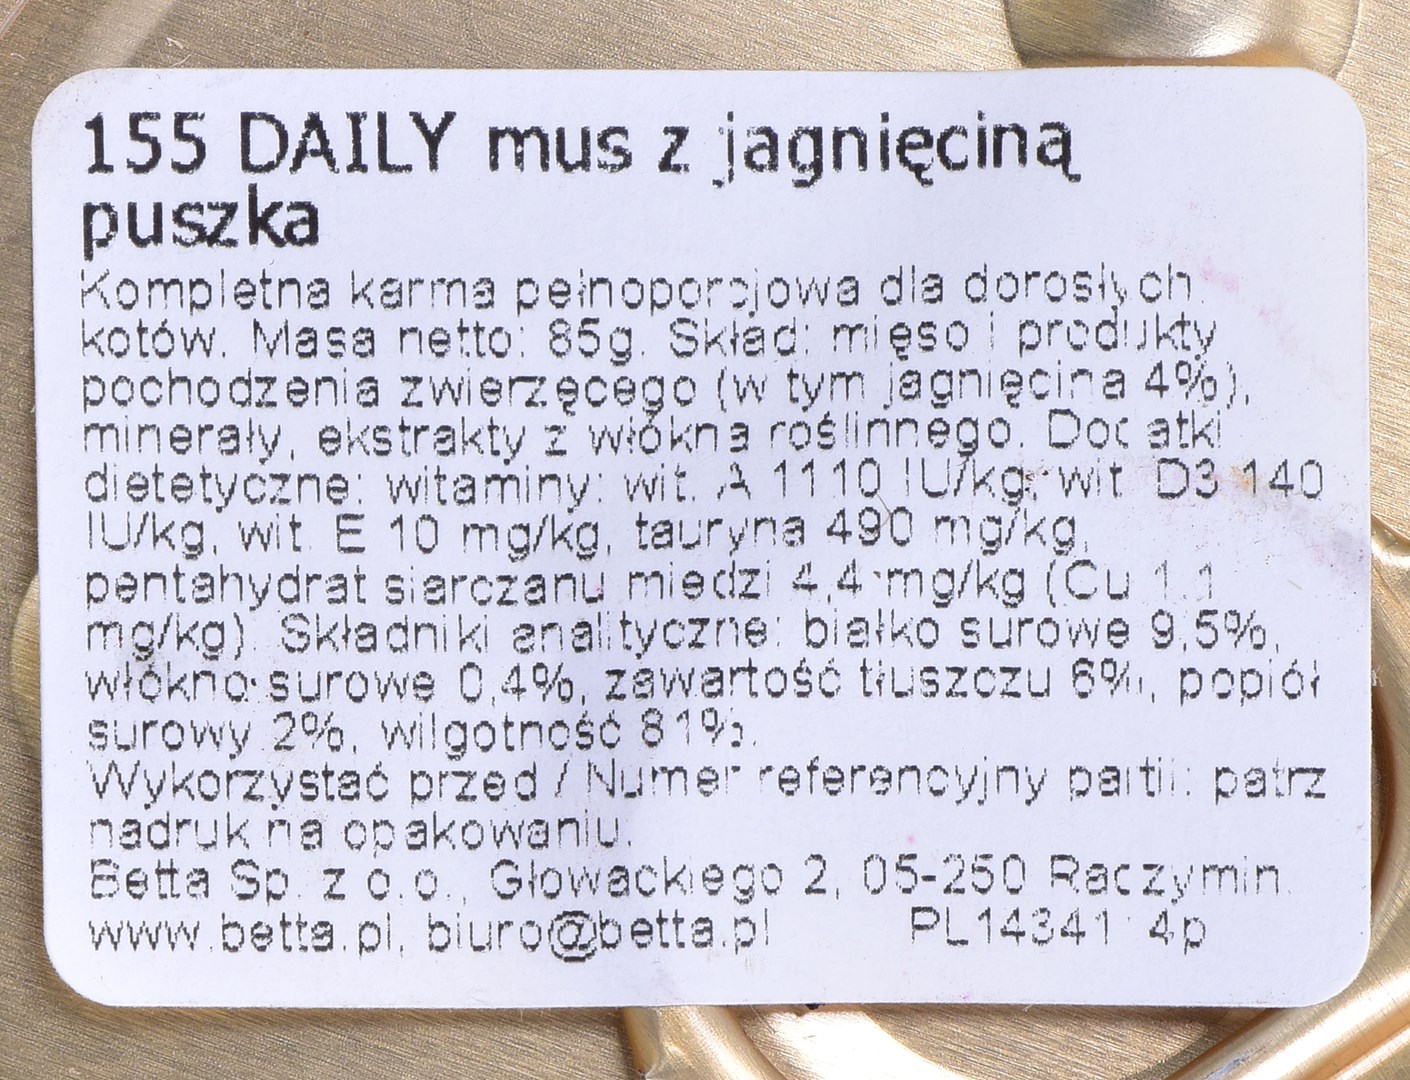 155 DAILY mus z jagnięciną
puszka
Kompletna karma pełnoporcjowa dla dorosłych
kotów. Masa netto: 85g. Skład: mięso i produkty
pochodzenia zwierzęcego (w tym jagnięcina 4%),
minerały, ekstrakty z włókna roślinnego. Dodatki
dietetyczne: witaminy: wit. A 1110 IU/kg, wit. D3 140
IU/kg, wit. E 10 mg/kg, tauryna 490 mg/kg,
pentahydrat siarczanu miedzi 4,4 mg/kg (Cu 1.1
mg/kg). Składniki analityczne: białko surowe 9,5%,
włókno surowe 0,4%, zawartość tłuszczu 6%, popiół
surowy 2%, wilgotność 81%.
Wykorzystać przed / Numer referencyjny partii: patrz
nadruk na opakowaniu.
Betta Sp. z o.o., Głowackiego 2, 05-250 Raczymin.
www.betta.pl, biuro@betta.pl PL14341 4p